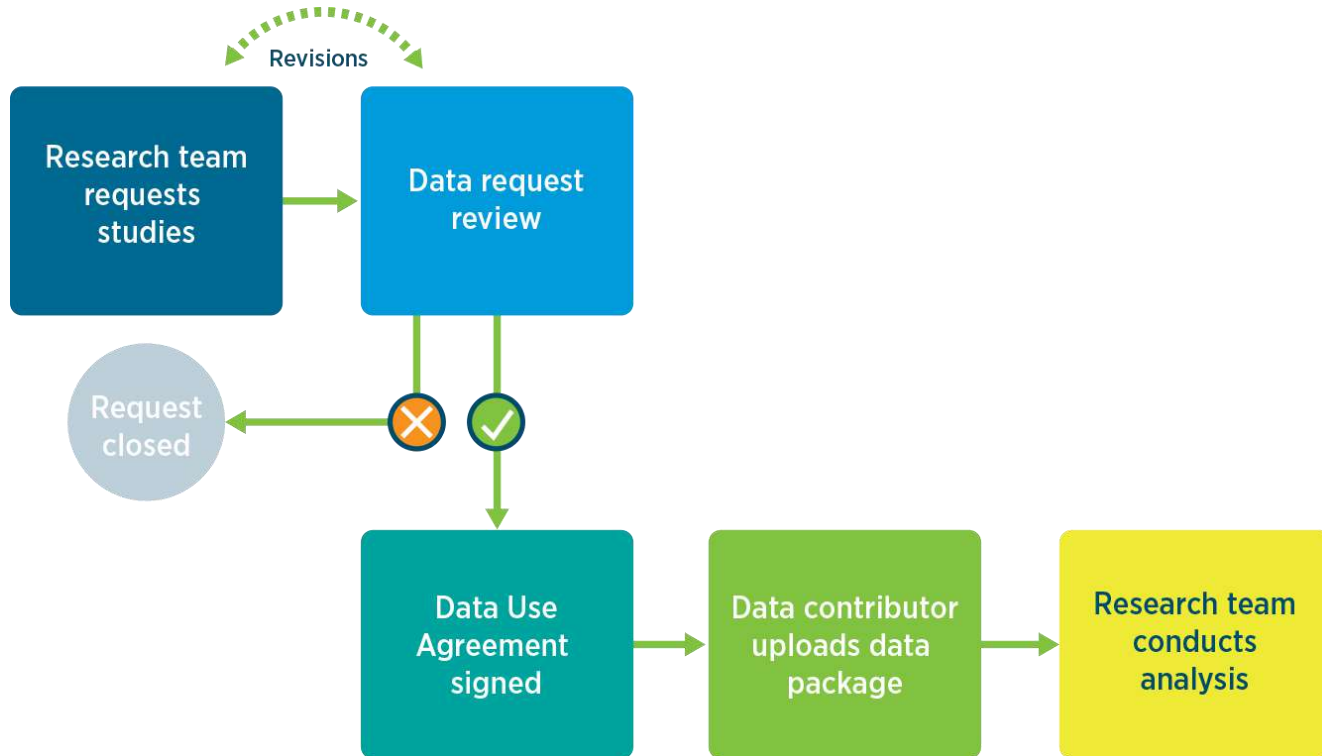 Revisions
Research team
requests
studies
Data request
review
Request
closed
Data Use
Agreement
signed
Data contributor
uploads data
package
Research team
conducts
analysis